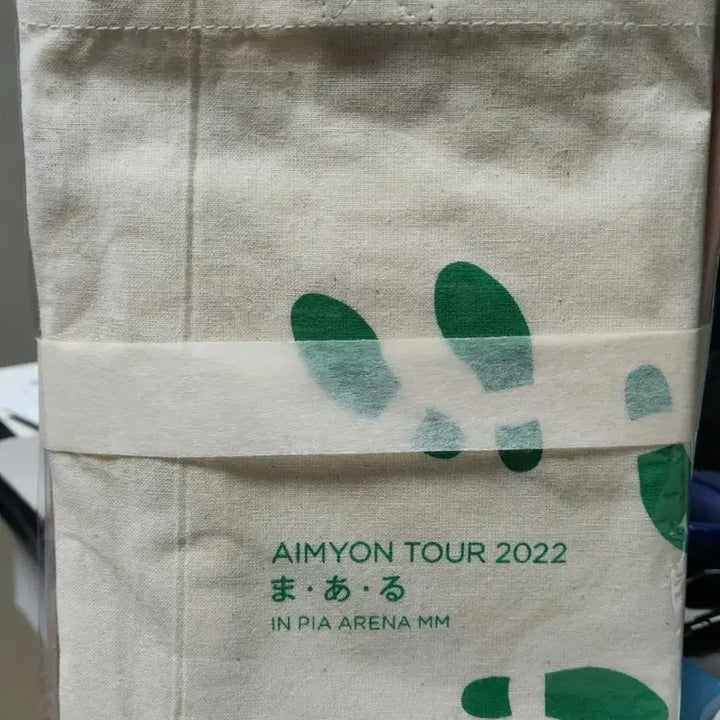 AIMYON TOUR 2022
ま・あ・る
IN PIA ARENA MM